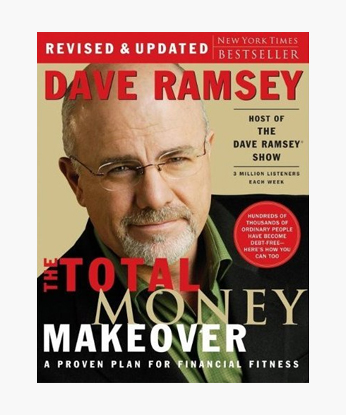 REVISED & UPDATED
NEW YORK TIMES
BESTSELLER
DAVE RAMSEY
HOST OF
THE
DAVE RAMSEY®
SHOW
3 MILLION LISTENERS
EACH WEEK
HUNDREDS OF
THOUSANDS OF
ORDINARY PEOPLE
HAVE BECOME
DEBT-FREE—
HERE'S HOW YOU
CAN TOO
THE TOTAL
MONEY
MAKEOVER
A PROVEN PLAN FOR FINANCIAL FITNESS